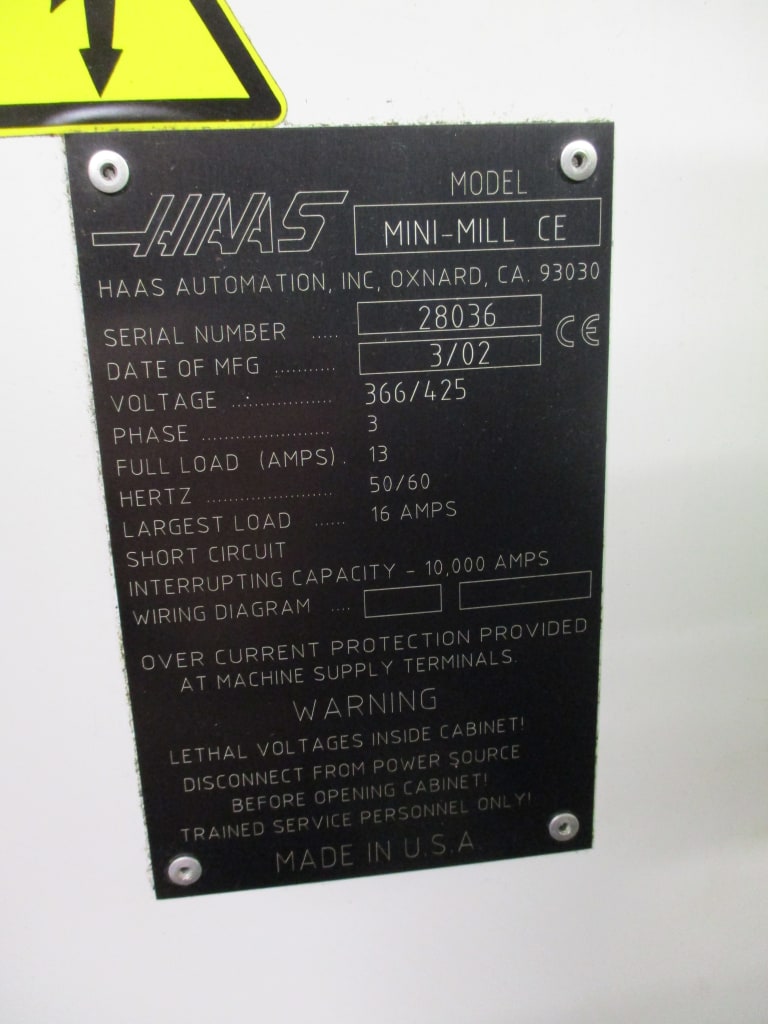 MODEL
HAAS MINI-MILL CE
HAAS AUTOMATION, INC, OXNARD, CA. 93030
SERIAL NUMBER ..... 28036
CE
DATE OF MFG .......... 3/02
VOLTAGE ................. 366/425
PHASE ...................... 3
FULL LOAD (AMPS) . 13
HERTZ ..................... 50/60
LARGEST LOAD ...... 16 AMPS
SHORT CIRCUIT
INTERRUPTING CAPACITY - 10,000 AMPS
WIRING DIAGRAM ....
OVER CURRENT PROTECTION PROVIDED
AT MACHINE SUPPLY TERMINALS.
WARNING
LETHAL VOLTAGES INSIDE CABINET!
DISCONNECT FROM POWER SOURCE
BEFORE OPENING CABINET!
TRAINED SERVICE PERSONNEL ONLY!
MADE IN U.S.A.